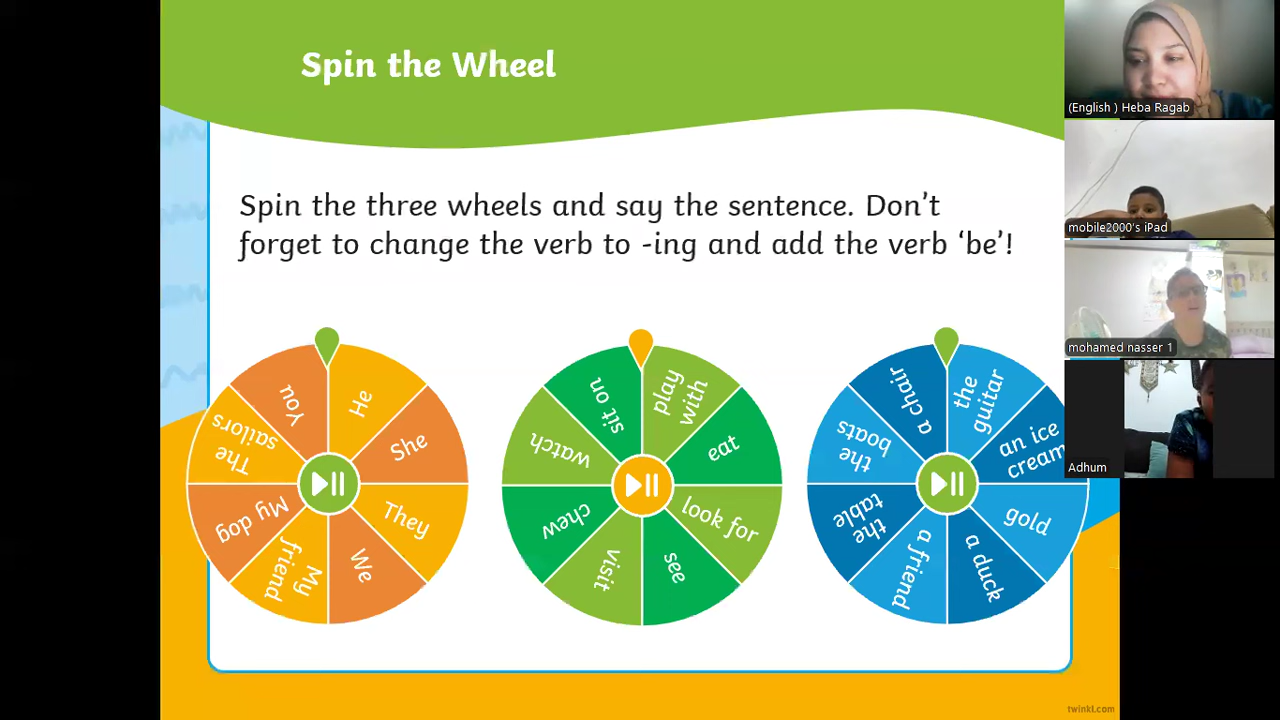 Spin the Wheel
Spin the three wheels and say the sentence. Don't
forget to change the verb to -ing and add the verb 'be'!
He
She
They
We
My
friend
My dog
The
sailors
You
play
with
eat
look for
see
visit
chew
watch
sit on
the
guitar
an ice
cream
gold
a duck
a friend
the
table
the
boats
a chair
(English ) Heba Ragab
mobile2000's iPad
mohamed nasser 1
Adhum
twinkl.com